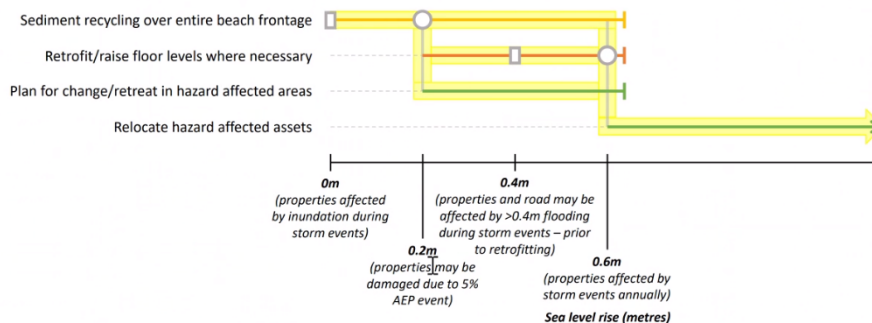 Sediment recycling over entire beach frontage
Retrofit/raise floor levels where necessary
Plan for change/retreat in hazard affected areas
Relocate hazard affected assets
0m
(properties affected
by inundation during
storm events)
0.2m
(properties may be
damaged due to 5%
AEP event)
0.4m
(properties and road may be
affected by >0.4m flooding
during storm events – prior
to retrofitting)
0.6m
(properties affected by
storm events annually)
Sea level rise (metres)